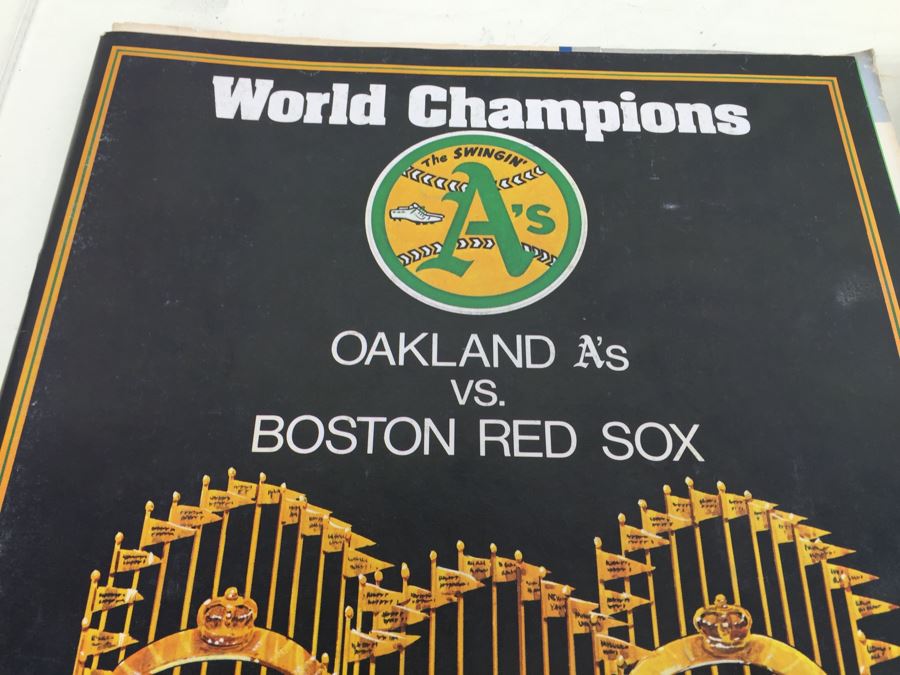 World Champions
The SWINGIN'
A's
OAKLAND A's
VS.
BOSTON RED SOX